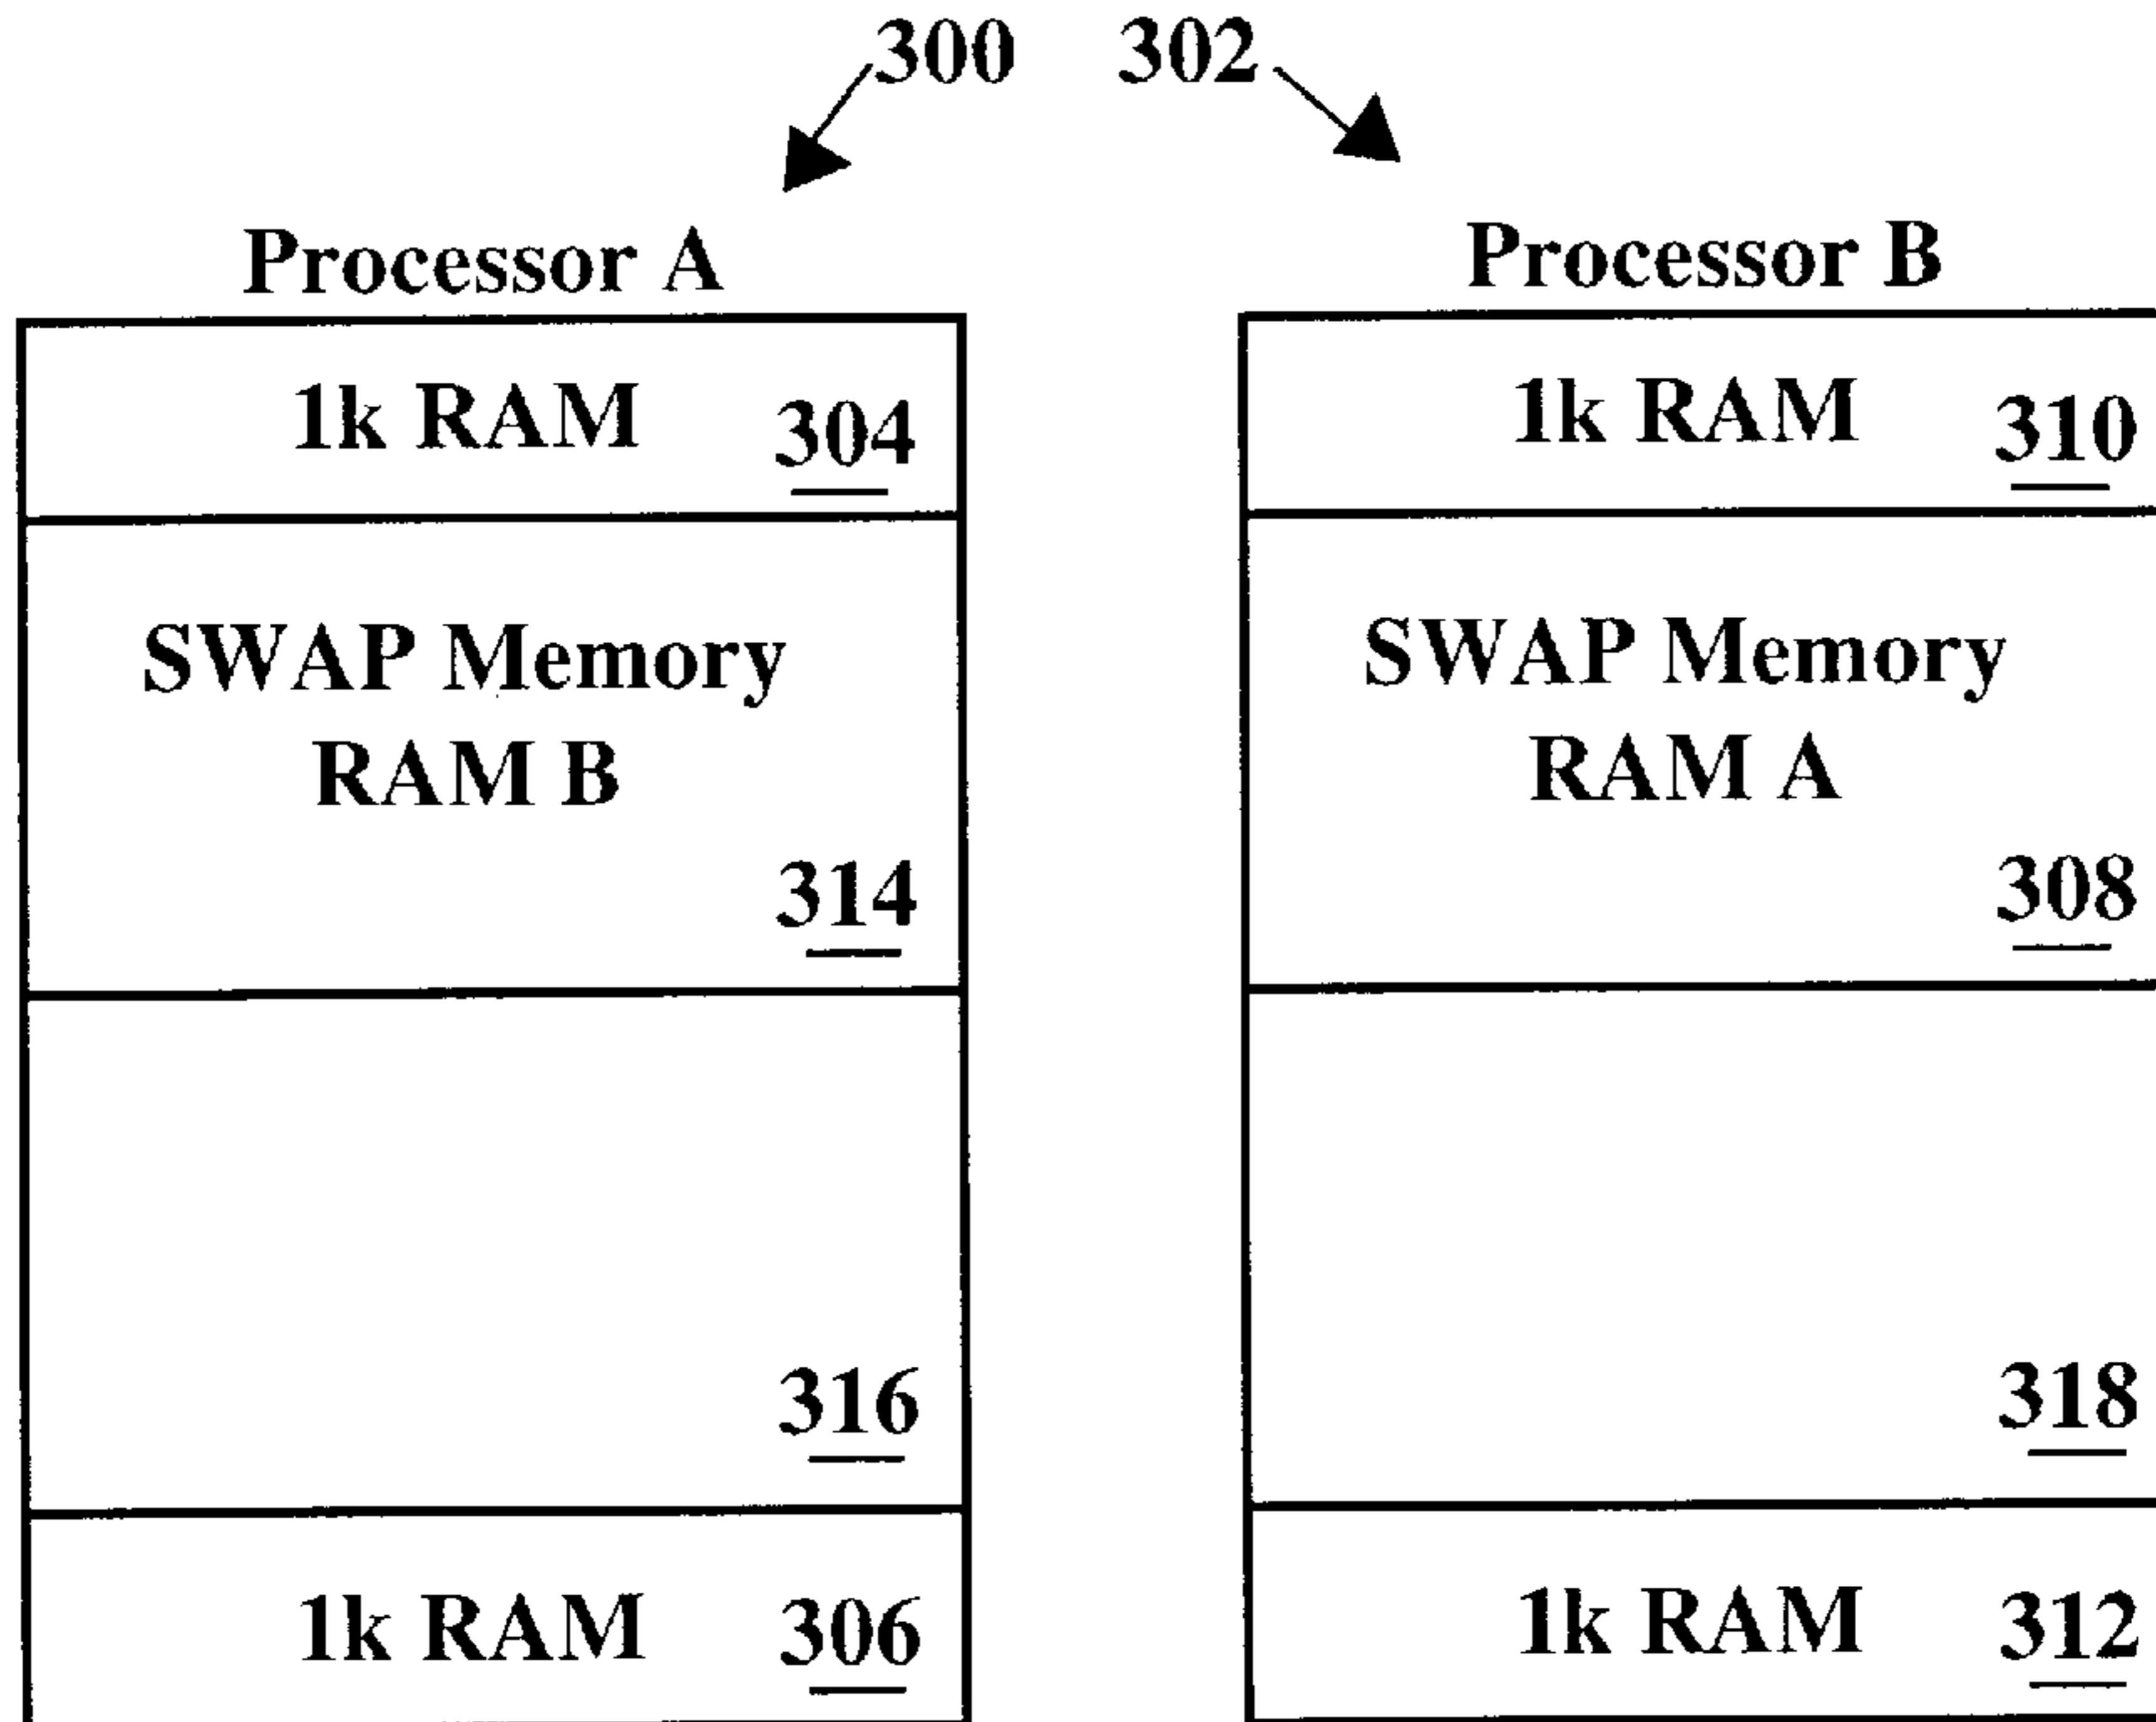 300 302
Processor A
1k RAM 304
SWAP Memory
RAM B
314
316
1k RAM 306
Processor B
1k RAM 310
SWAP Memory
RAM A
308
318
1k RAM 312